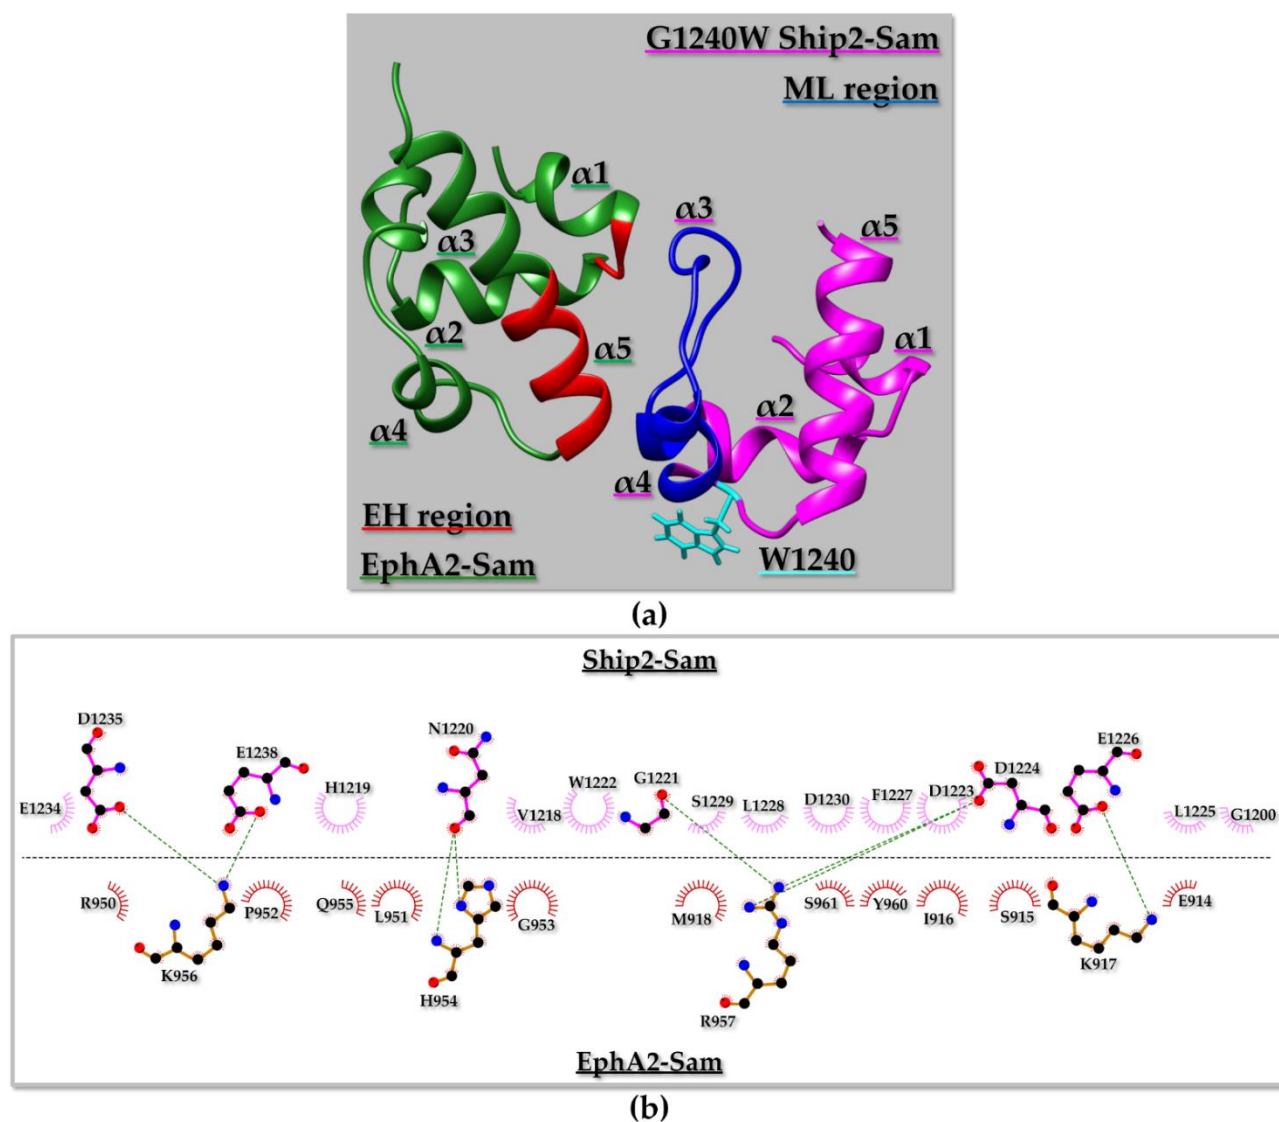 G1240W Ship2-Sam
ML region
α1
α3
α5
α3
α1
α2
α5
α2
α4
α4
EH region
W1240
EphA2-Sam
(a)
Ship2-Sam
D1235
N1220
E1226
E1238
W1222
D1224
H1219
G1221
E1234
V1218
S1229
L1228
D1230
F1227
D1223
L1225
G1200
R950
P952
Q955
L951
G953
M918
S961
Y960
I916
S915
E914
K956
K917
H954
R957
EphA2-Sam
(b)